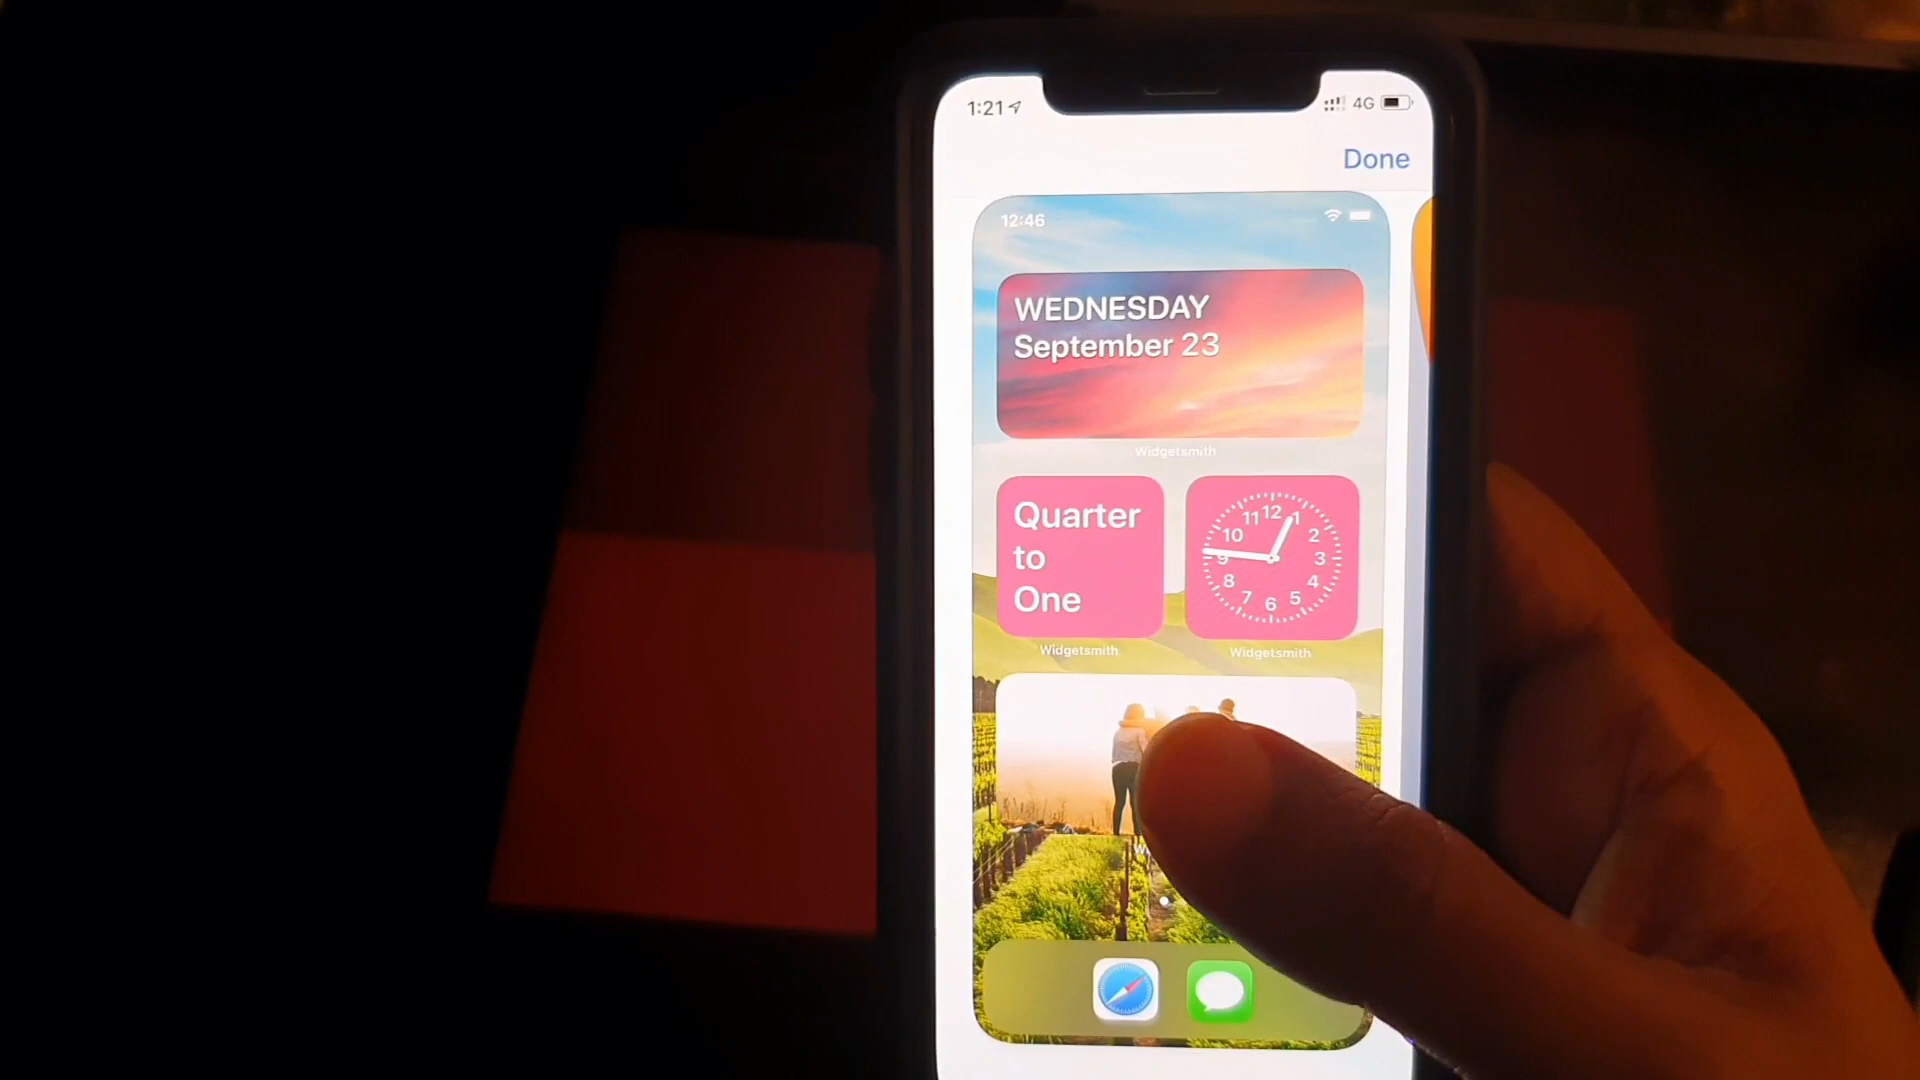 1:21
4G
Done
12:46
WEDNESDAY
September 23
Widgetsmith
Quarter
to
One
11 12 1
10 2
9 3
8 4
7 6 5
Widgetsmith
Widgetsmith